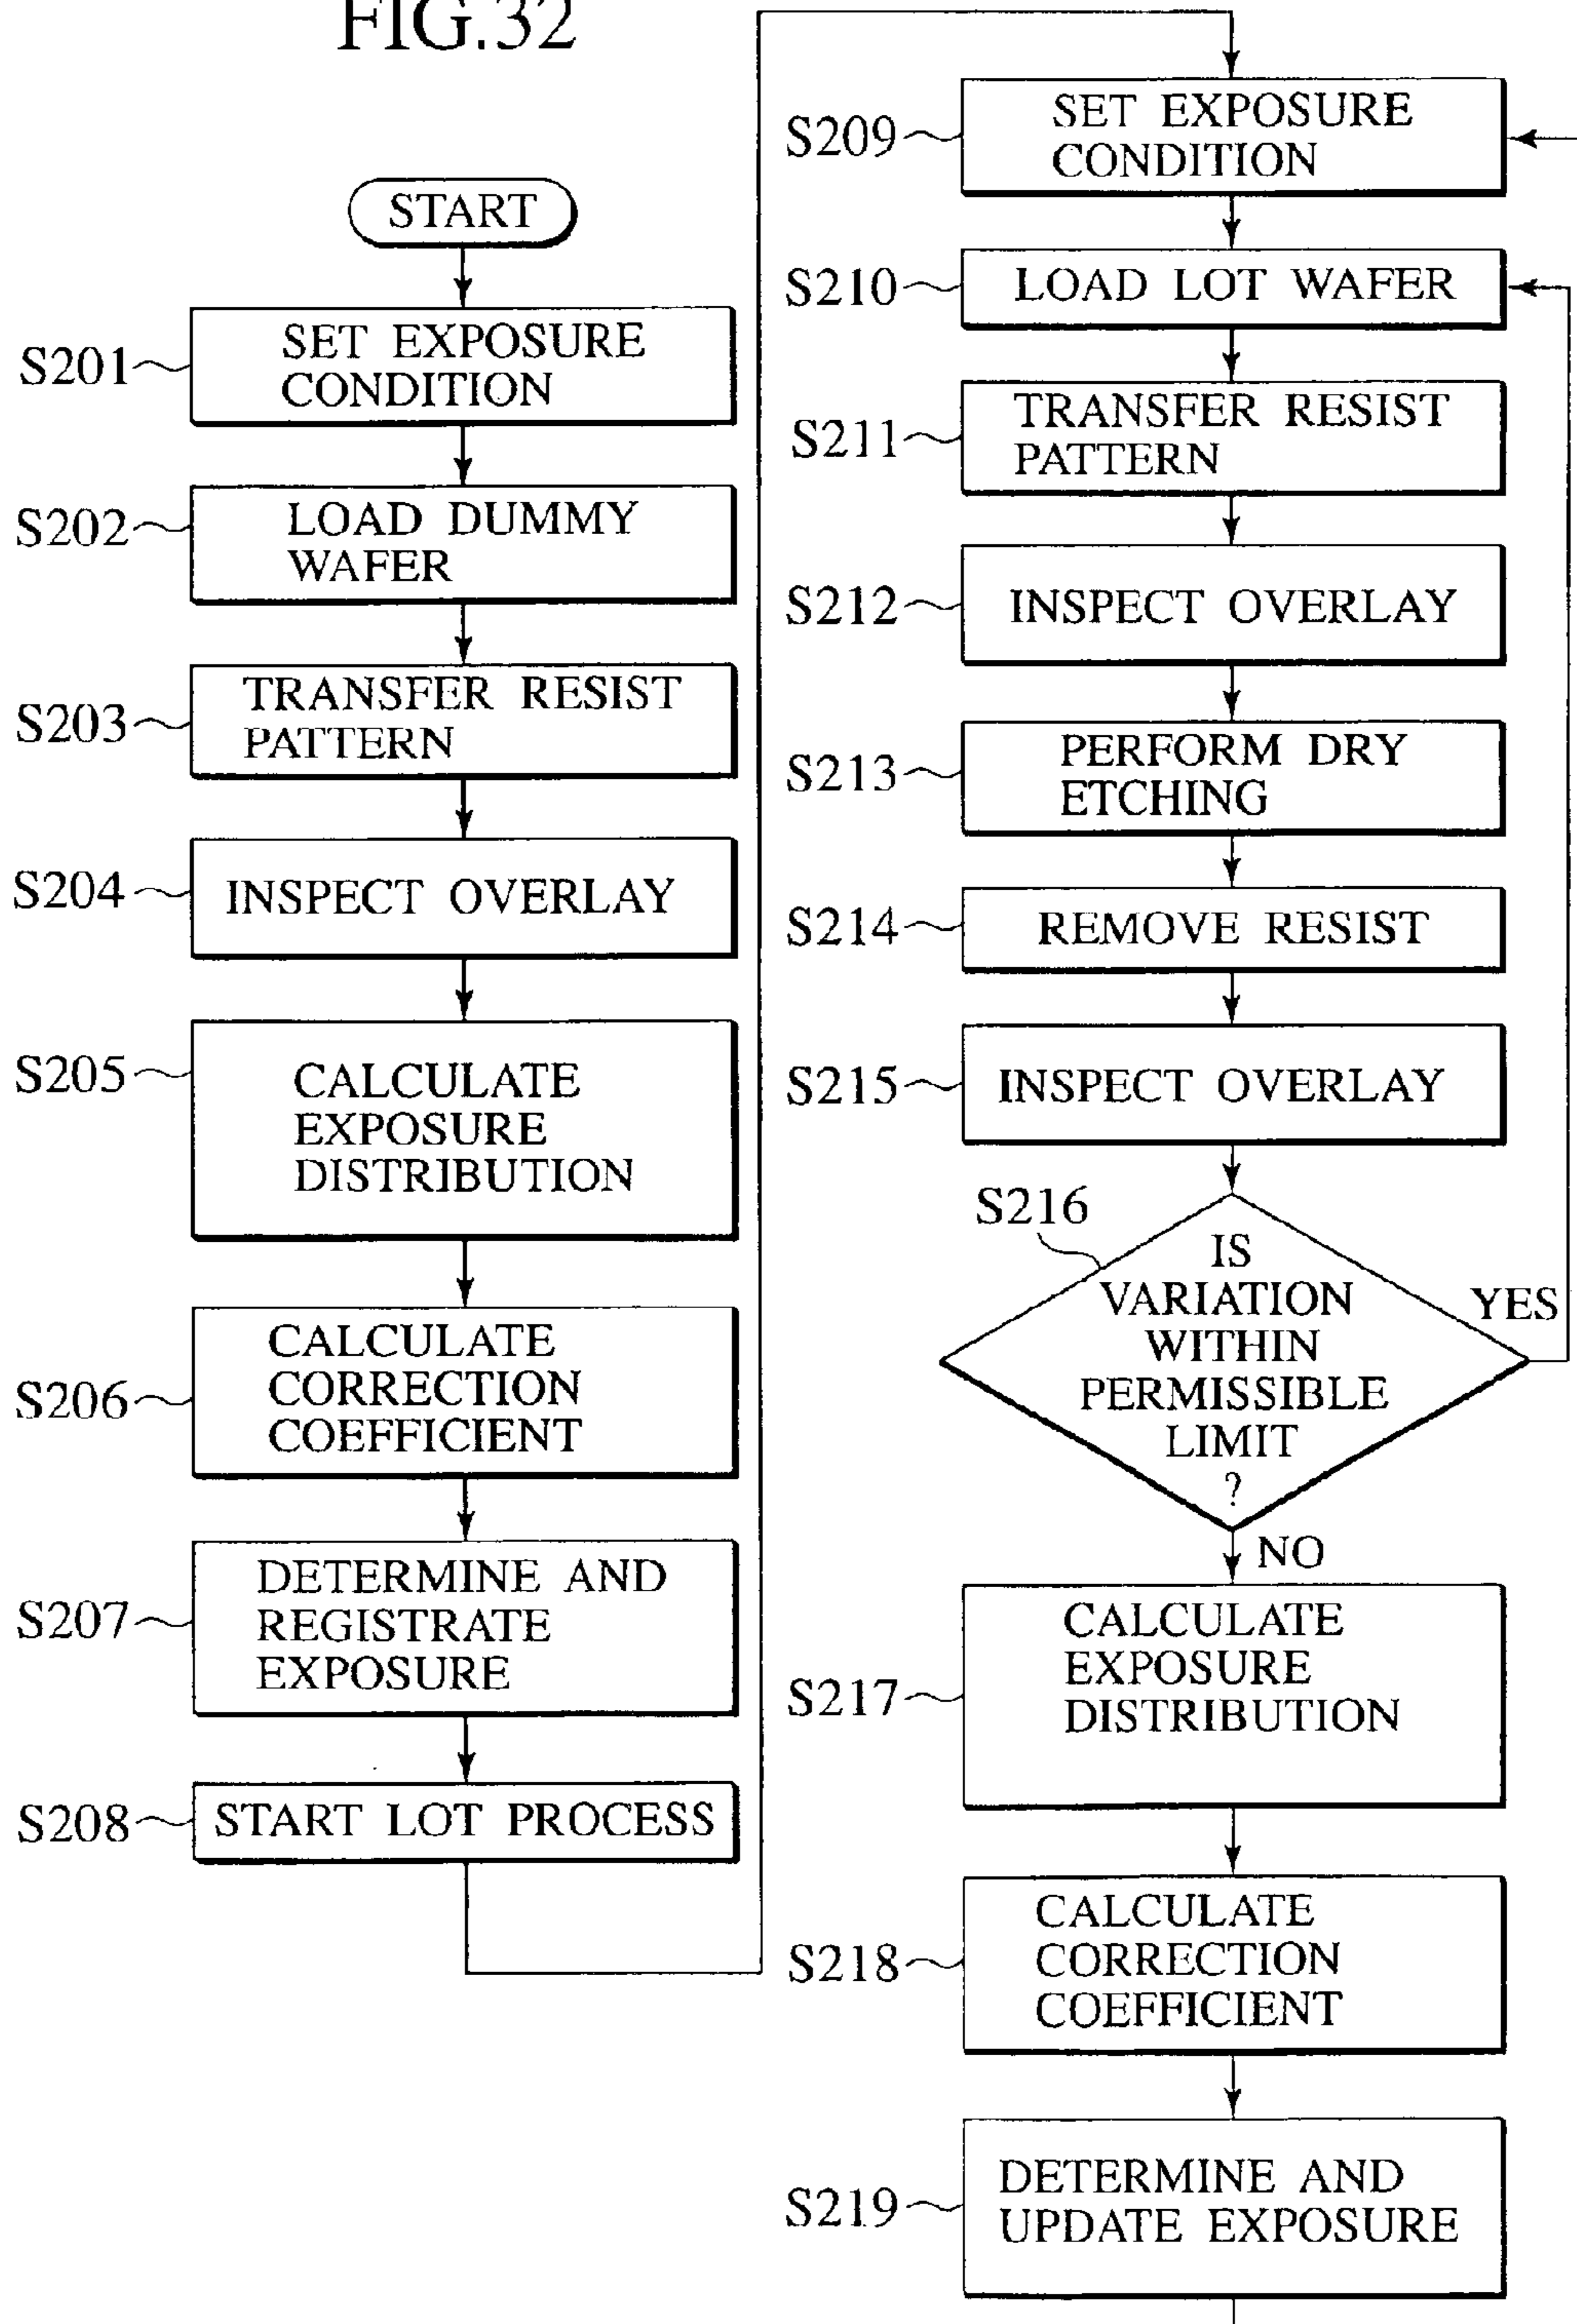 FIG.32
START
S201
SET EXPOSURE
CONDITION
S202
LOAD DUMMY
WAFER
S203
TRANSFER RESIST
PATTERN
S204
INSPECT OVERLAY
S205
CALCULATE
EXPOSURE
DISTRIBUTION
S206
CALCULATE
CORRECTION
COEFFICIENT
S207
DETERMINE AND
REGISTRATE
EXPOSURE
S208
START LOT PROCESS
S209
SET EXPOSURE
CONDITION
S210
LOAD LOT WAFER
S211
TRANSFER RESIST
PATTERN
S212
INSPECT OVERLAY
S213
PERFORM DRY
ETCHING
S214
REMOVE RESIST
S215
INSPECT OVERLAY
S216
IS
VARIATION
WITHIN
PERMISSIBLE
LIMIT
?
YES
NO
S217
CALCULATE
EXPOSURE
DISTRIBUTION
S218
CALCULATE
CORRECTION
COEFFICIENT
S219
DETERMINE AND
UPDATE EXPOSURE